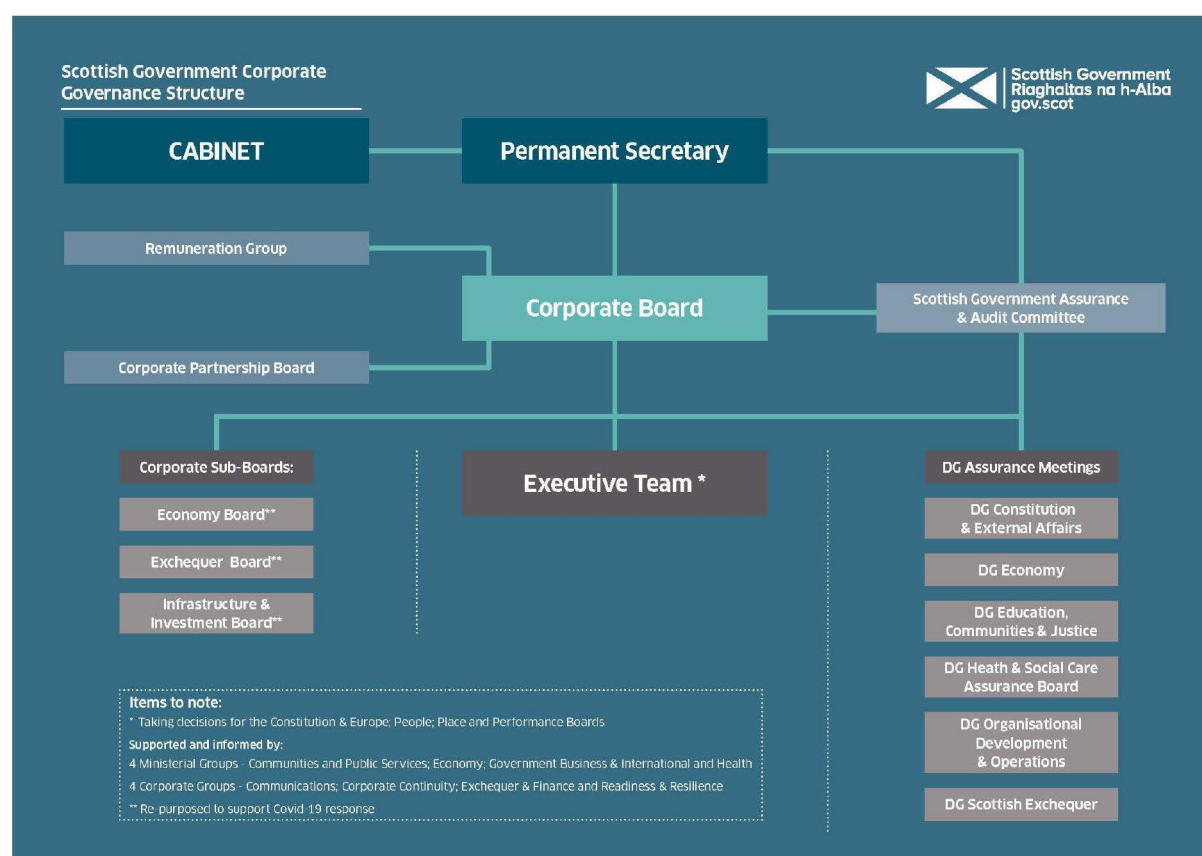 Scottish Government Corporate
Governance Structure
Scottish Government
Riaghaltas na h-Alba
gov.scot
CABINET
Permanent Secretary
Remuneration Group
Corporate Board
Scottish Government Assurance
& Audit Committee
Corporate Partnership Board
Corporate Sub-Boards:
Economy Board**
Exchequer Board**
Infrastructure &
Investment Board**
Executive Team *
DG Assurance Meetings
DG Constitution
& External Affairs
DG Economy
DG Education,
Communities & Justice
DG Heath & Social Care
Assurance Board
DG Organisational
Development
& Operations
DG Scottish Exchequer
Items to note:
* Taking decisions for the Constitution & Europe; People; Place and Performance Boards
Supported and informed by:
4 Ministerial Groups - Communities and Public Services; Economy; Government Business & International and Health
4 Corporate Groups - Communications; Corporate Continuity; Exchequer & Finance and Readiness & Resilience
** Re-purposed to support Covid-19 response